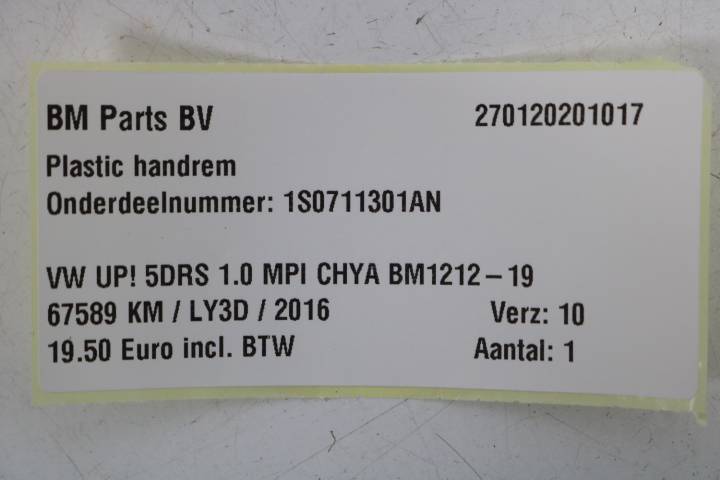 BM Parts BV 270120201017
Plastic handrem
Onderdeelnummer: 1S0711301AN
VW UP! 5DRS 1.0 MPI CHYA BM1212-19
67589 KM / LY3D / 2016 Verz: 10
19.50 Euro incl. BTW Aantal: 1